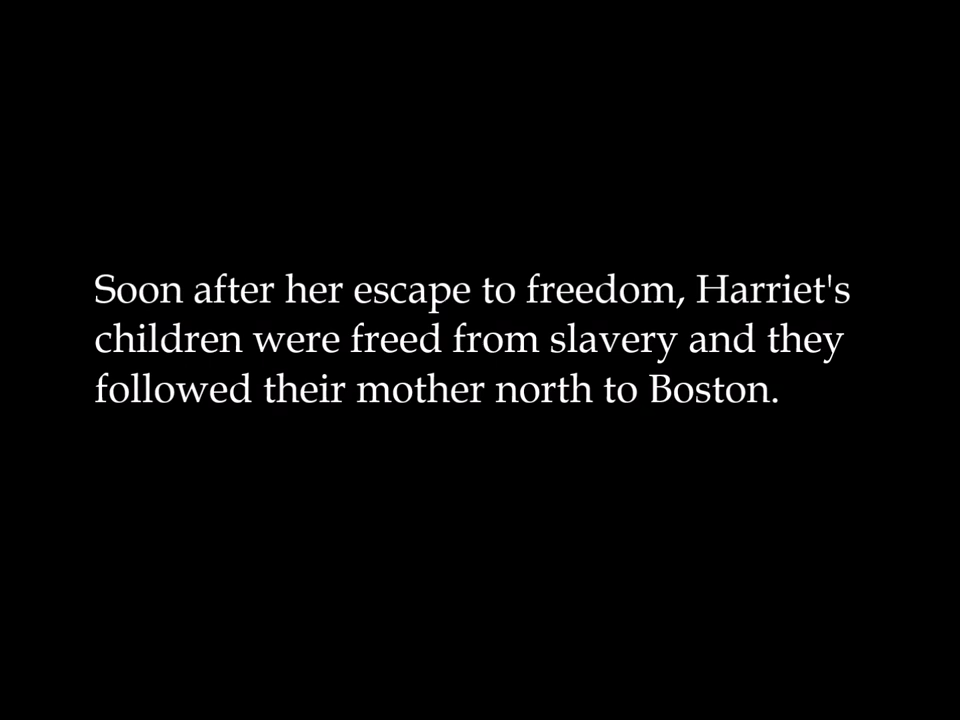 Soon after her escape to freedom, Harriet's
children were freed from slavery and they
followed their mother north to Boston.